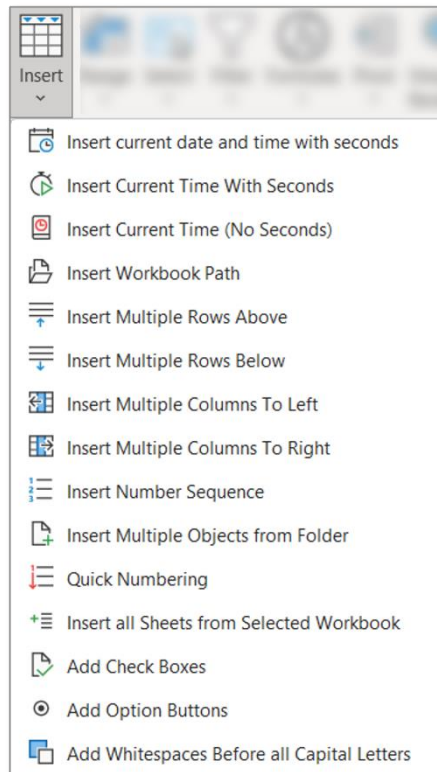 Insert
Insert current date and time with seconds
Insert Current Time With Seconds
Insert Current Time (No Seconds)
Insert Workbook Path
Insert Multiple Rows Above
Insert Multiple Rows Below
Insert Multiple Columns To Left
Insert Multiple Columns To Right
Insert Number Sequence
Insert Multiple Objects from Folder
Quick Numbering
Insert all Sheets from Selected Workbook
Add Check Boxes
Add Option Buttons
Add Whitespaces Before all Capital Letters